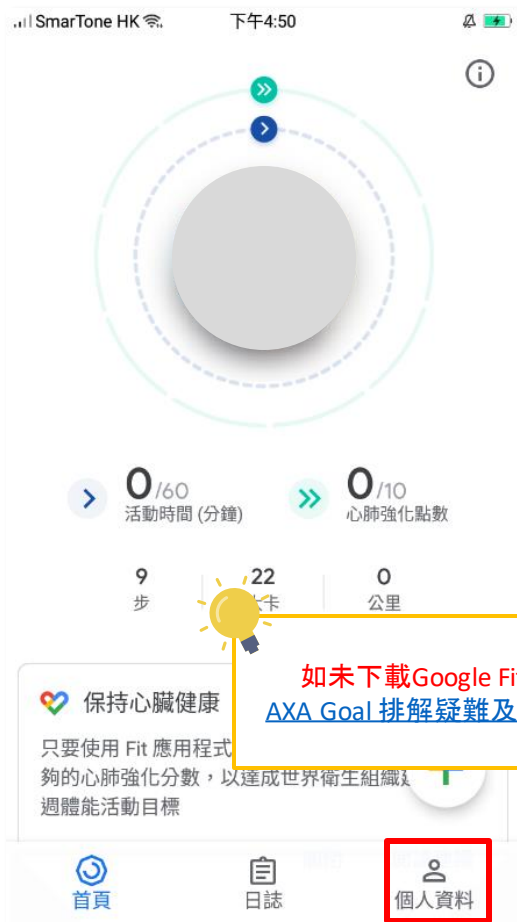 SmarTone HK
下午4:50
0/60
活動時間 (分鐘)
0/10
心肺強化點數
9
步
22
大卡
0
公里
如未下載Google Fit
AXA Goal 排解疑難及
保持心臟健康
只要使用 Fit 應用程式
夠的心肺強化分數，以達成世界衛生組織
週體能活動目標
首頁
日誌
個人資料